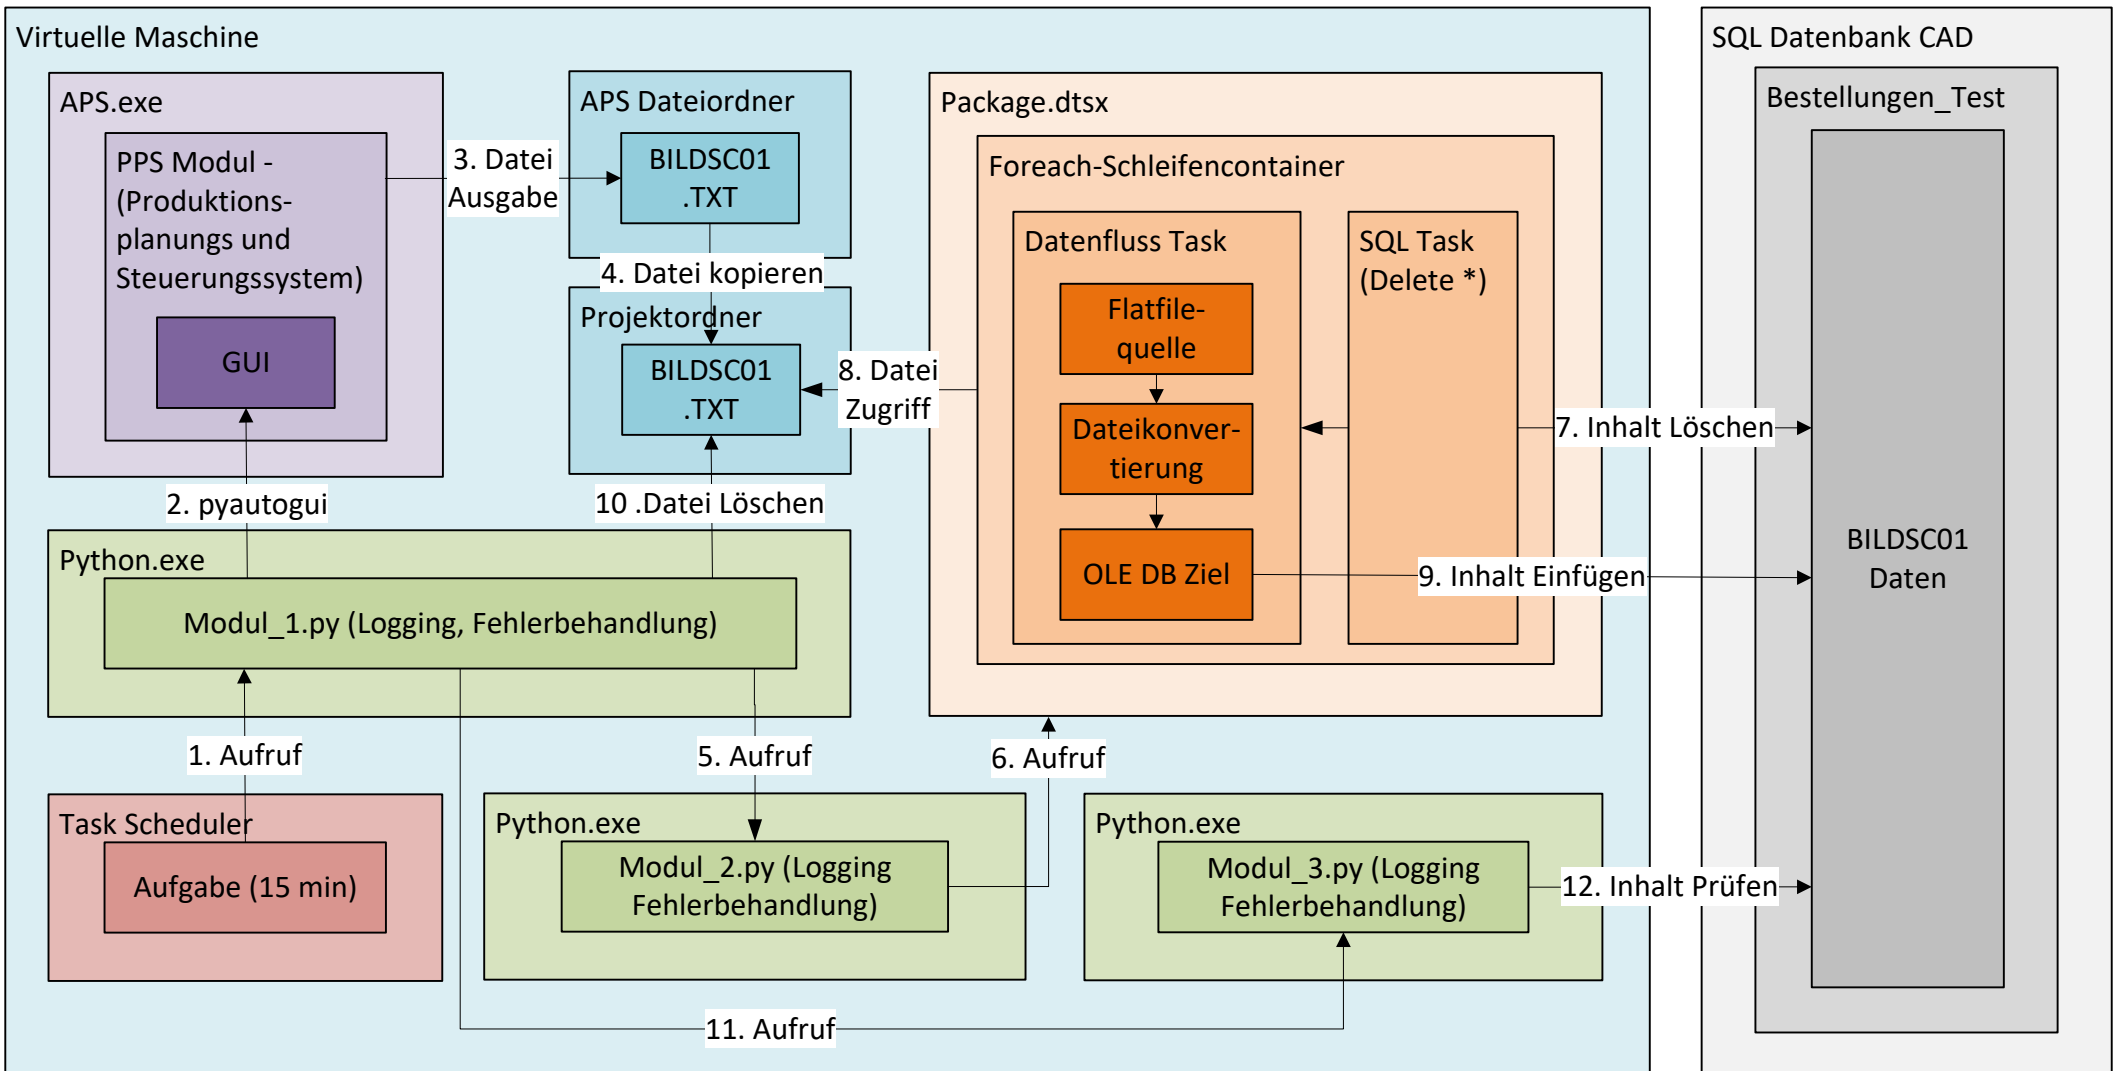 Virtuelle Maschine
SQL Datenbank CAD
APS.exe
PPS Modul -
(Produktions-
planungs und
Steuerungssystem)
GUI
3. Datei
Ausgabe
APS Dateiordner
BILDSC01
.TXT
4. Datei kopieren
Projektordner
BILDSC01
.TXT
8. Datei
Zugriff
10 .Datei Löschen
2. pyautogui
Package.dtsx
Foreach-Schleifencontainer
Datenfluss Task
Flatfile-
quelle
Dateikonver-
tierung
OLE DB Ziel
SQL Task
(Delete *)
7. Inhalt Löschen
9. Inhalt Einfügen
Bestellungen_Test
BILDSC01
Daten
Python.exe
Modul_1.py (Logging, Fehlerbehandlung)
1. Aufruf
5. Aufruf
6. Aufruf
Task Scheduler
Aufgabe (15 min)
Python.exe
Modul_2.py (Logging
Fehlerbehandlung)
Python.exe
Modul_3.py (Logging
Fehlerbehandlung)
12. Inhalt Prüfen
11. Aufruf